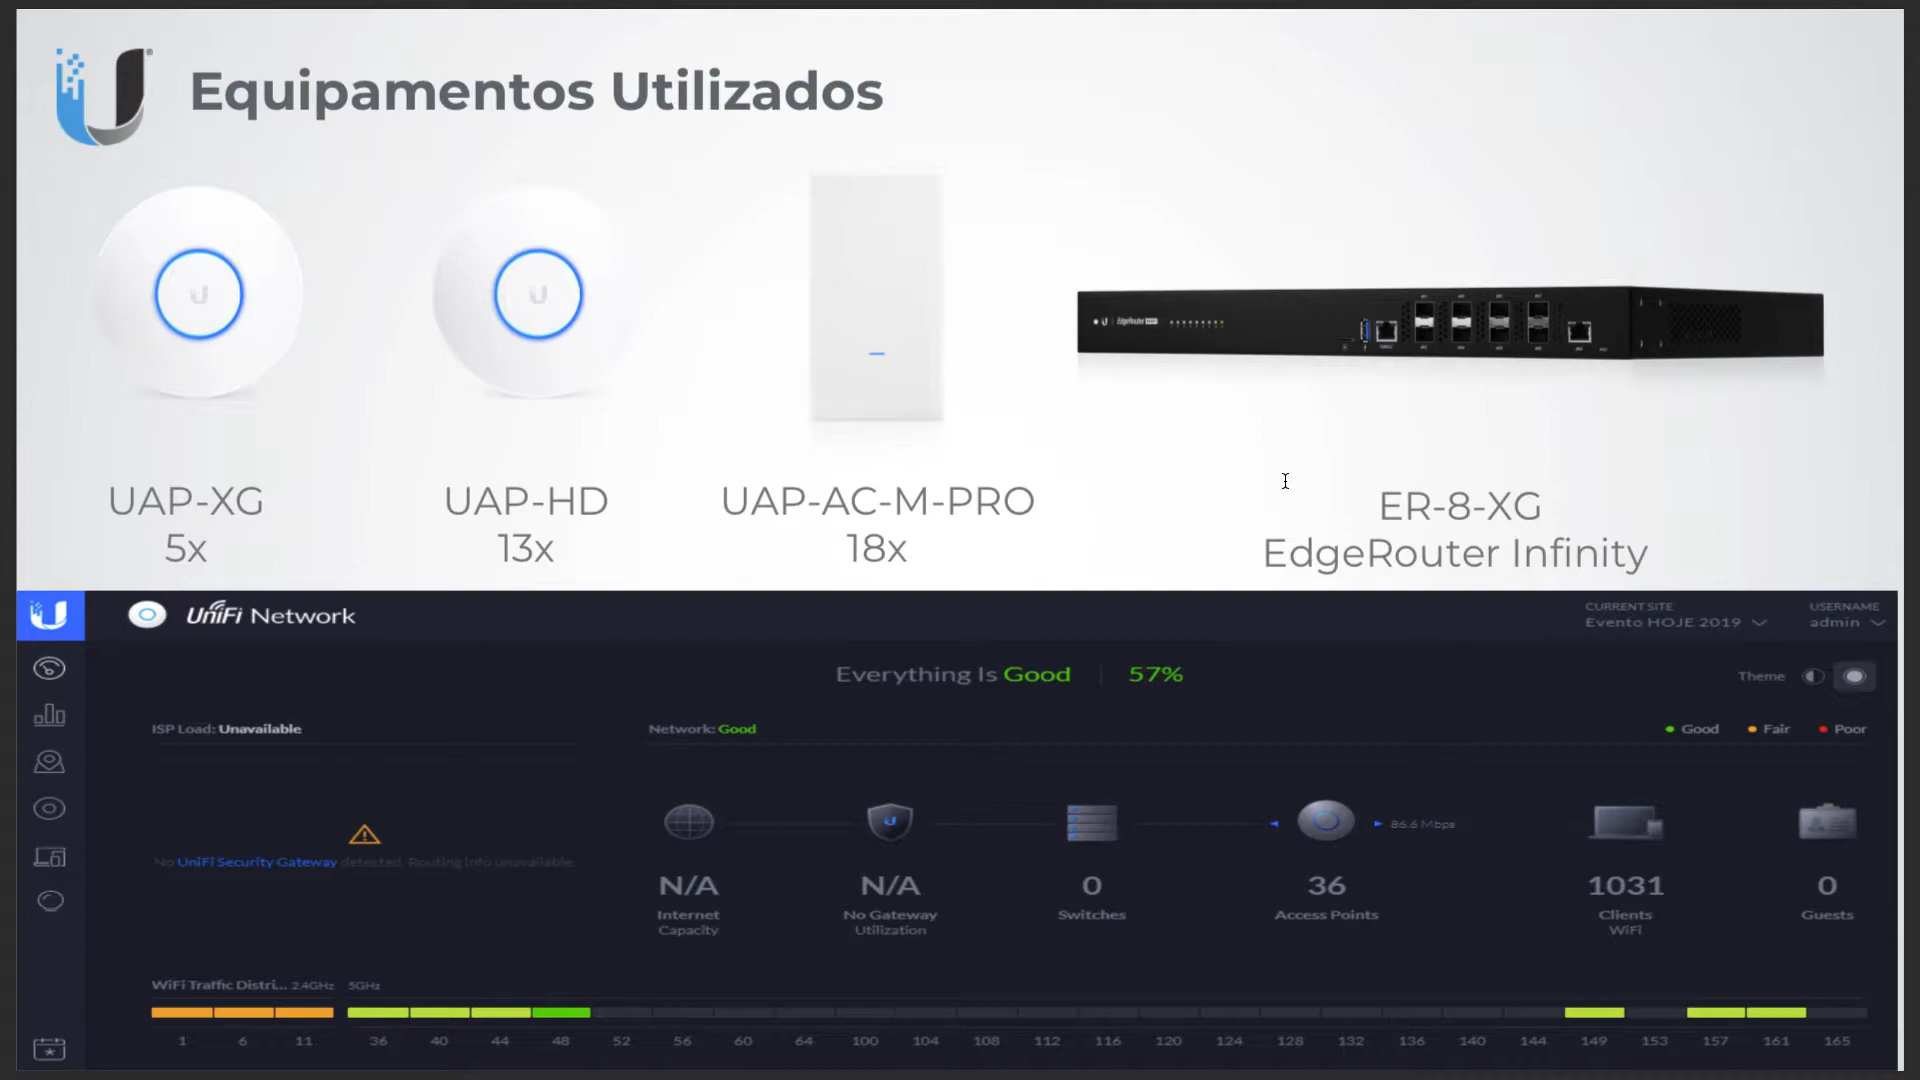 Equipamentos Utilizados
UAP-XG
5x
UAP-HD
13x
UAP-AC-M-PRO
18x
ER-8-XG
EdgeRouter Infinity
UniFi Network
CURRENT SITE
Evento HOJE 2019
USERNAME
admin
Everything Is Good | 57%
Theme
ISP Load: Unavailable
Network: Good
Good Fair Poor
86.6 Mbps
No UniFi Security Gateway detected. Routing info unavailable.
N/A
Internet
Capacity
N/A
No Gateway
Utilization
0
Switches
36
Access Points
1031
Clients
WiFi
0
Guests
WiFi Traffic Distri... 2.4GHz 5GHz
1 6 11 36 40 44 48 52 56 60 64 100 104 108 112 116 120 124 128 132 136 140 144 149 153 157 161 165